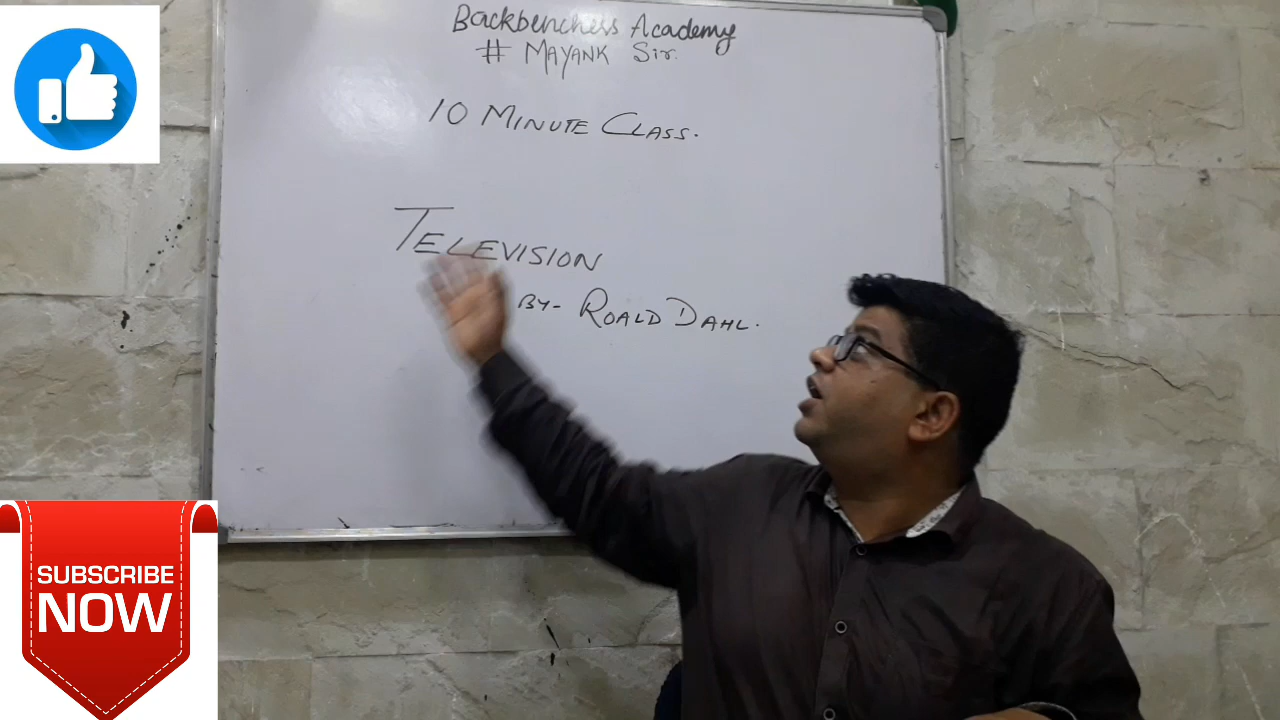 Backbenchers Academy
# MAYANK Sir.
10 MINUTE CLASS.
TELEVISION
BY- ROALD DAHL.
SUBSCRIBE
NOW